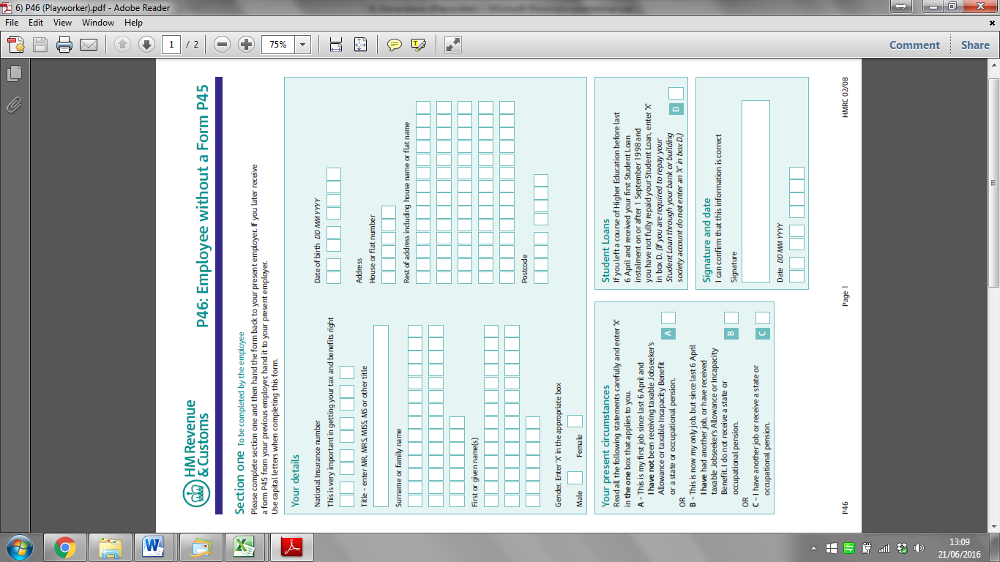 6) P46 (Playworker).pdf - Adobe Reader
File Edit View Window Help
1 / 2
75%
Comment
Share
HM Revenue
& Customs
P46: Employee without a Form P45
Section one To be completed by the employee
Please complete section one and then hand the form back to your present employer. If you later receive
a form P45 from your previous employer, hand it to your present employer.
Use capital letters when completing this form.
Your details
National Insurance number
This is very important in getting your tax and benefits right
Title – enter MR, MRS, MISS, MS or other title
Surname or family name
First or given name(s)
Gender. Enter 'X' in the appropriate box
Male
Female
Date of birth DD MM YYYY
Address
House or flat number
Rest of address including house name or flat name
Postcode
Your present circumstances
Read all the following statements carefully and enter 'X'
in the one box that applies to you.
A – This is my first job since last 6 April and
I have not been receiving taxable Jobseeker's
Allowance or taxable Incapacity Benefit
or a state or occupational pension.
A
OR
B – This is now my only job, but since last 6 April
I have had another job, or have received
taxable Jobseeker's Allowance or Incapacity
Benefit. I do not receive a state or
occupational pension.
B
OR
C – I have another job or receive a state or
occupational pension.
C
Student Loans
If you left a course of Higher Education before last
6 April and received your first Student Loan
instalment on or after 1 September 1998 and
you have not fully repaid your Student Loan, enter 'X'
in box D. (If you are required to repay your
Student Loan through your bank or building
society account do not enter an 'X' in box D.)
D
Signature and date
I can confirm that this information is correct
Signature
Date DD MM YYYY
P46
Page 1
HMRC 02/08
13:09
21/06/2016